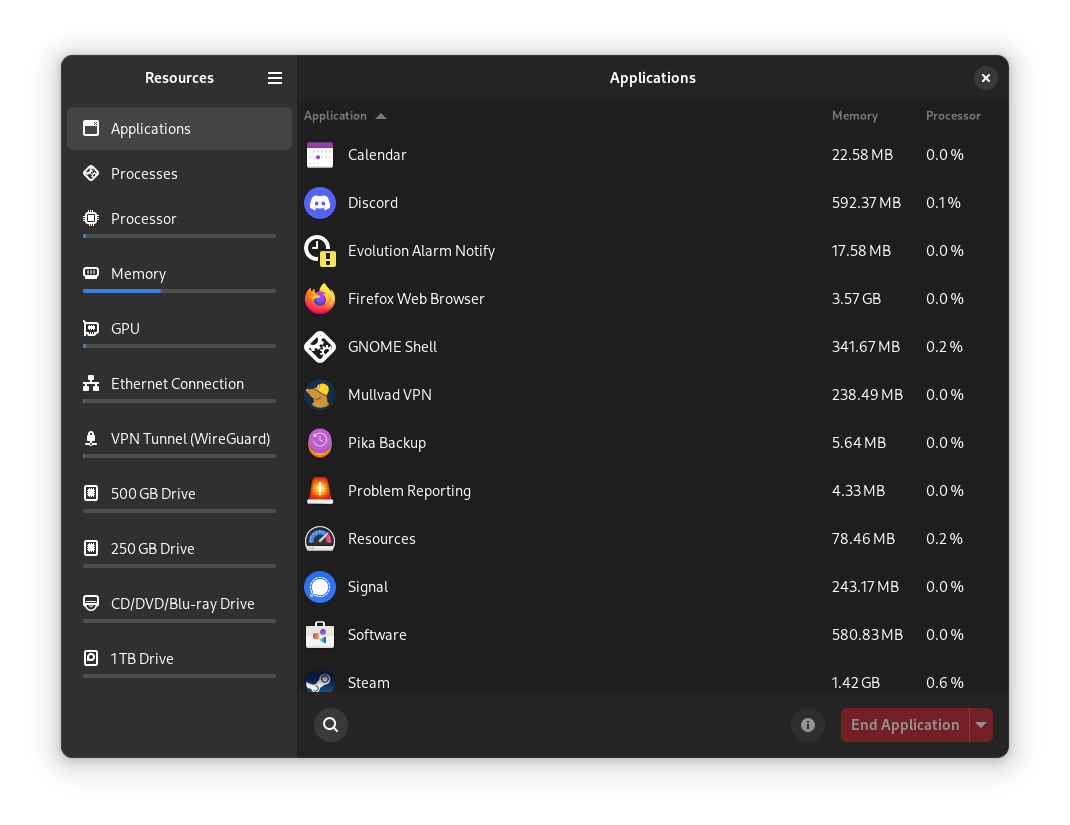 Resources
Applications
Processes
Processor
Memory
GPU
Ethernet Connection
VPN Tunnel (WireGuard)
500 GB Drive
250 GB Drive
CD/DVD/Blu-ray Drive
1 TB Drive
Applications
Application Memory Processor
Calendar 22.58 MB 0.0 %
Discord 592.37 MB 0.1 %
Evolution Alarm Notify 17.58 MB 0.0 %
Firefox Web Browser 3.57 GB 0.0 %
GNOME Shell 341.67 MB 0.2 %
Mullvad VPN 238.49 MB 0.0 %
Pika Backup 5.64 MB 0.0 %
Problem Reporting 4.33 MB 0.0 %
Resources 78.46 MB 0.2 %
Signal 243.17 MB 0.0 %
Software 580.83 MB 0.0 %
Steam 1.42 GB 0.6 %
End Application